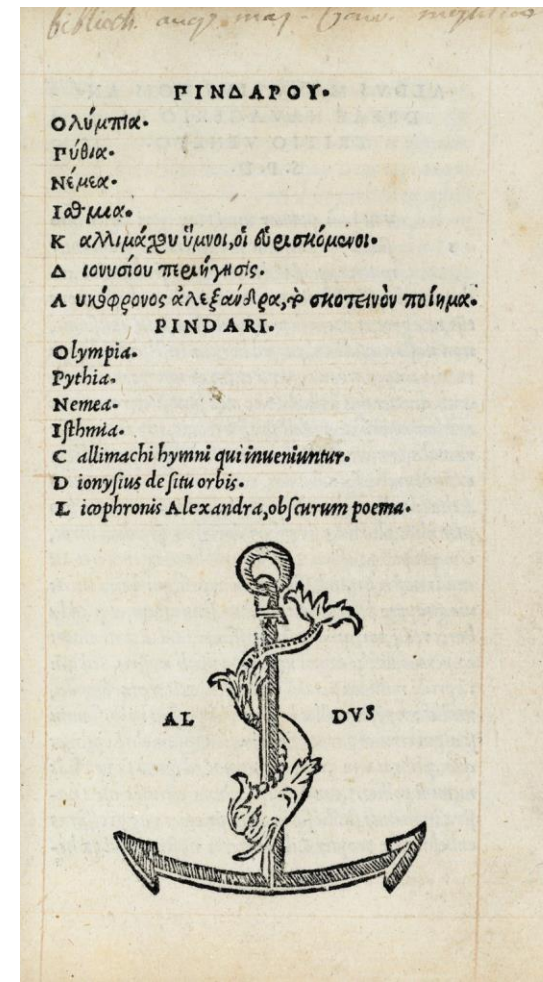 biblioth.
ΠΙΝΔΑΡΟΥ.
Ολύμπια.
Πύθια.
Νέμεα.
Ισθμια.
Κ αλλιμάχου ὕμνοι, οἱ εὑρισκόμενοι.
Δ ιονυσίου περιήγησις.
Λ υκόφρονος ἀλεξάνδρα, τὸ σκοτεινὸν ποίημα.
PINDARI.
Olympia.
Pythia.
Nemea.
Iſthmia.
C allimachi hymni qui inueniuntur.
D ionyſius de ſitu orbis.
L icophronis Alexandra, obſcurum poema.
AL DVS